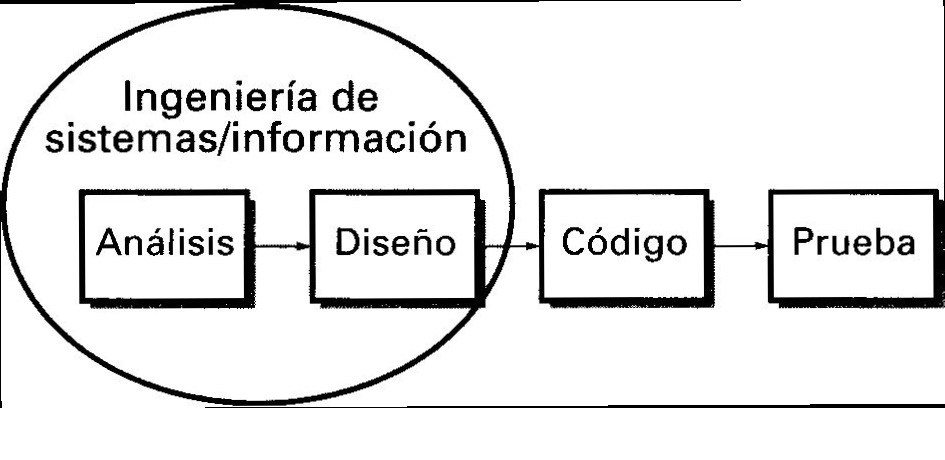 Ingeniería de
sistemas/información
Análisis
Diseño
Código
Prueba